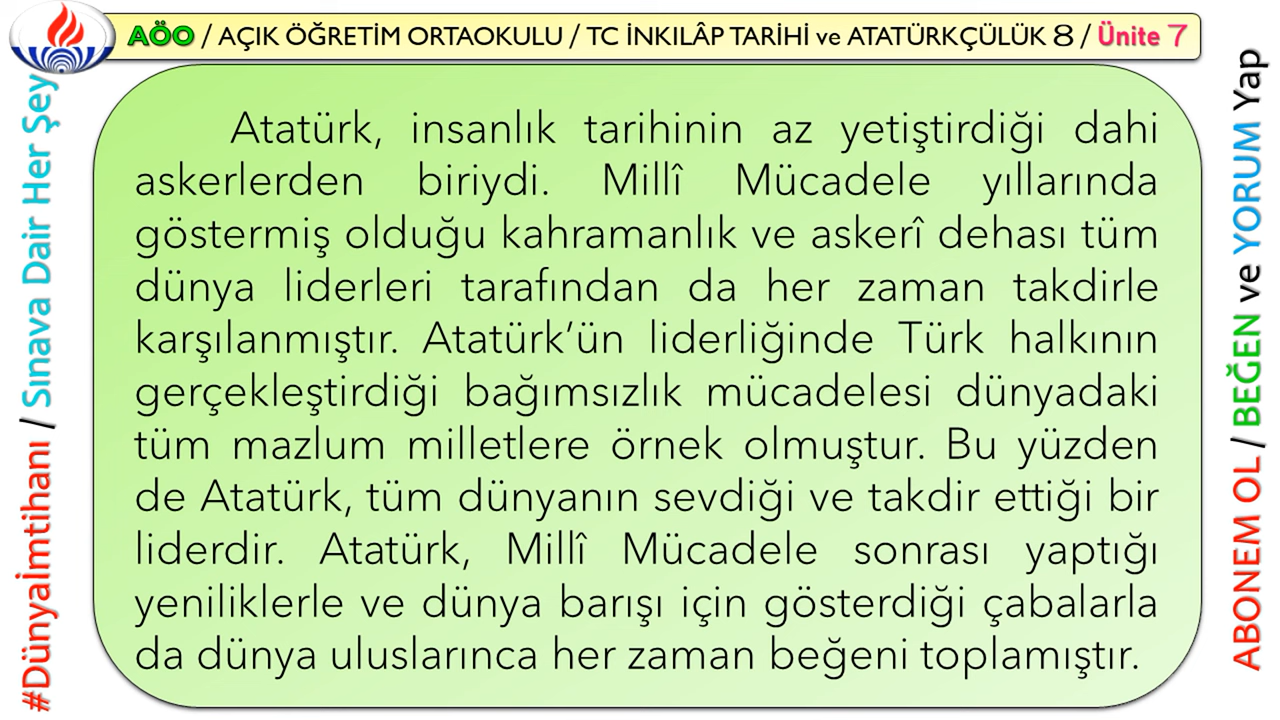 AÖO / AÇIK ÖĞRETİM ORTAOKULU / TC İNKILÂP TARİHİ ve ATATÜRKÇÜLÜK 8 / Ünite 7
Atatürk, insanlık tarihinin az yetiştirdiği dahi
askerlerden biriydi. Millî Mücadele yıllarında
göstermiş olduğu kahramanlık ve askerî dehası tüm
dünya liderleri tarafından da her zaman takdirle
karşılanmıştır. Atatürk’ün liderliğinde Türk halkının
gerçekleştirdiği bağımsızlık mücadelesi dünyadaki
tüm mazlum milletlere örnek olmuştur. Bu yüzden
de Atatürk, tüm dünyanın sevdiği ve takdir ettiği bir
liderdir. Atatürk, Millî Mücadele sonrası yaptığı
yeniliklerle ve dünya barışı için gösterdiği çabalarla
da dünya uluslarınca her zaman beğeni toplamıştır.
#Dünyaimtihanı / Sınava Dair Her Şey
ABONEM OL / BEĞEN ve YORUM Yap